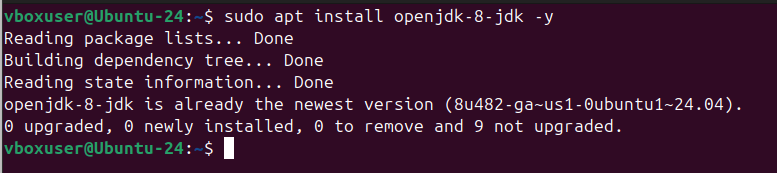 vboxuser@Ubuntu-24:~$ sudo apt install openjdk-8-jdk -y
Reading package lists... Done
Building dependency tree... Done
Reading state information... Done
openjdk-8-jdk is already the newest version (8u482-ga~us1-0ubuntu1~24.04).
0 upgraded, 0 newly installed, 0 to remove and 9 not upgraded.
vboxuser@Ubuntu-24:~$